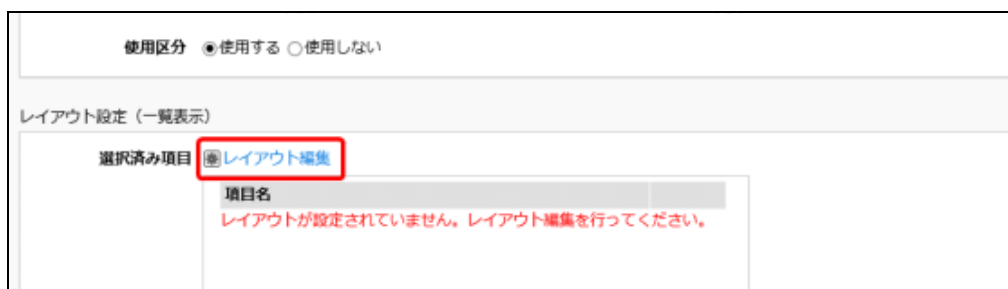 使用区分 使用する 使用しない
レイアウト設定（一覧表示）
選択済み項目 レイアウト編集
項目名
レイアウトが設定されていません。レイアウト編集を行ってください。